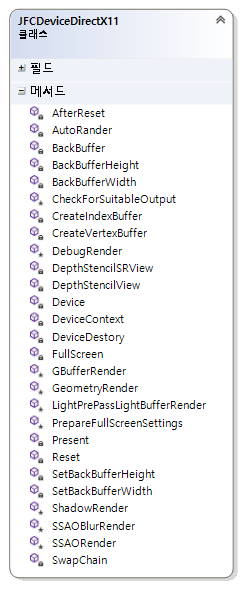 JFCDeviceDirectX11
클래스
필드
메서드
AfterReset
AutoRander
BackBuffer
BackBufferHeight
BackBufferWidth
CheckForSuitableOutput
CreateIndexBuffer
CreateVertexBuffer
DebugRender
DepthStencilSRView
DepthStencilView
Device
DeviceContext
DeviceDestory
FullScreen
GBufferRender
GeometryRender
LightPrePassLightBufferRender
PrepareFullScreenSettings
Present
Reset
SetBackBufferHeight
SetBackBufferWidth
ShadowRender
SSAOBlurRender
SSAORender
SwapChain